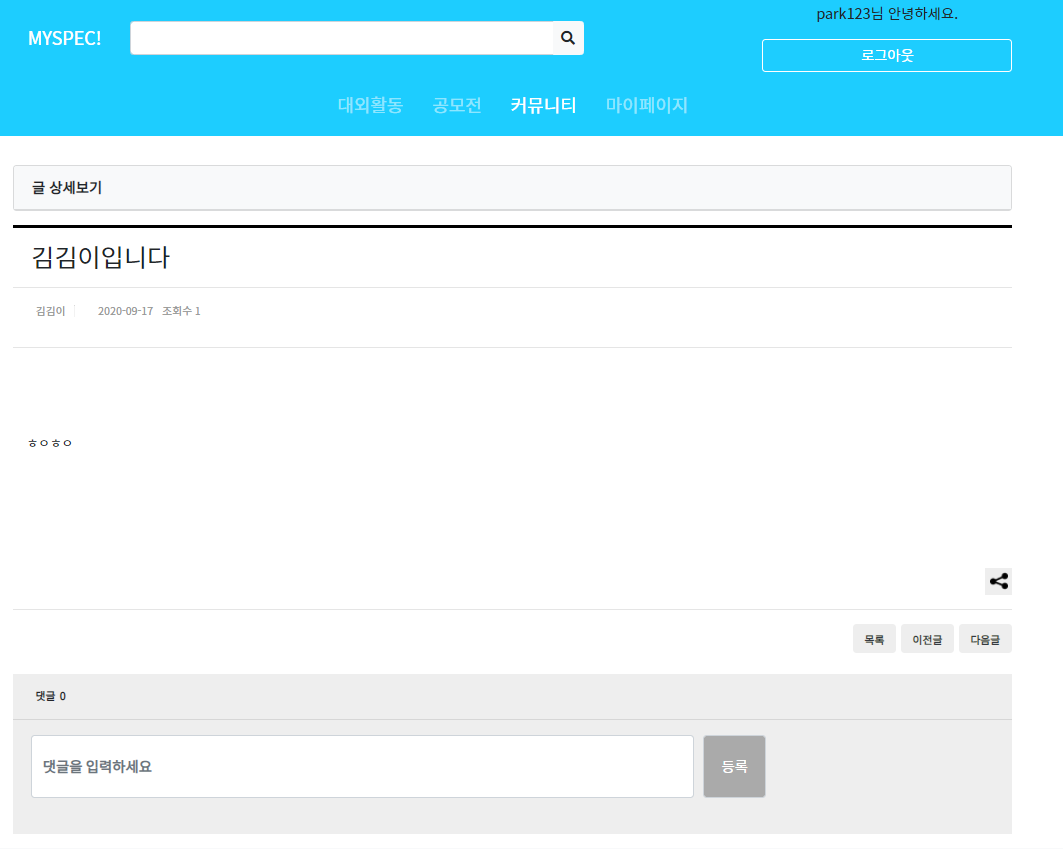 park123님 안녕하세요.
MYSPEC!
로그아웃
대외활동 공모전 커뮤니티 마이페이지
글 상세보기
김김이입니다
김김이 2020-09-17 조회수 1
ㅎㅇㅎㅇ
목록 이전글 다음글
댓글 0
댓글을 입력하세요
등록